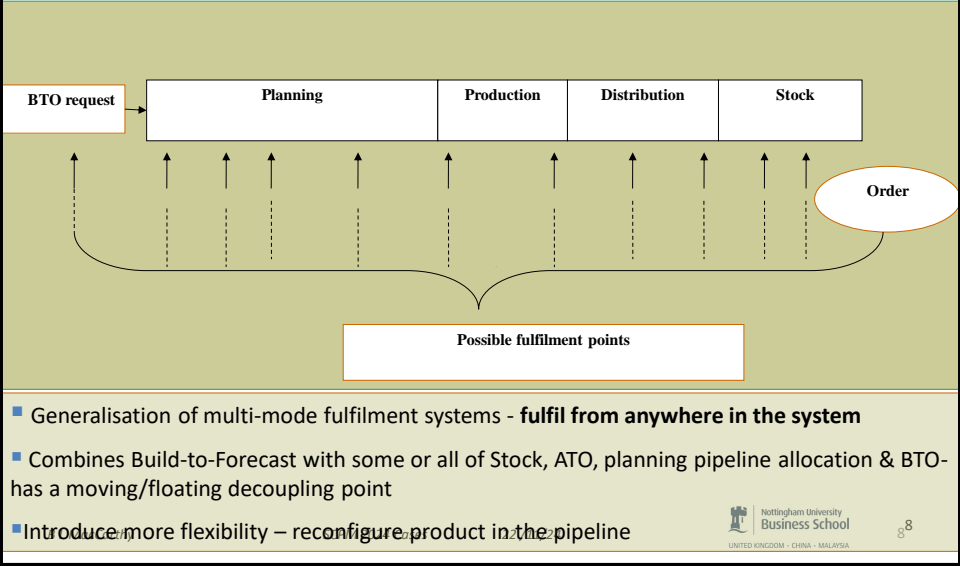 BTO request
Planning
Production
Distribution
Stock
Order
Possible fulfilment points
▪ Generalisation of multi-mode fulfilment systems - fulfil from anywhere in the system
▪ Combines Build-to-Forecast with some or all of Stock, ATO, planning pipeline allocation & BTO-
has a moving/floating decoupling point
▪Introduce more flexibility – reconfigure product in the pipeline
Nottingham University
Business School
UNITED KINGDOM - CHINA - MALAYSIA
8
8